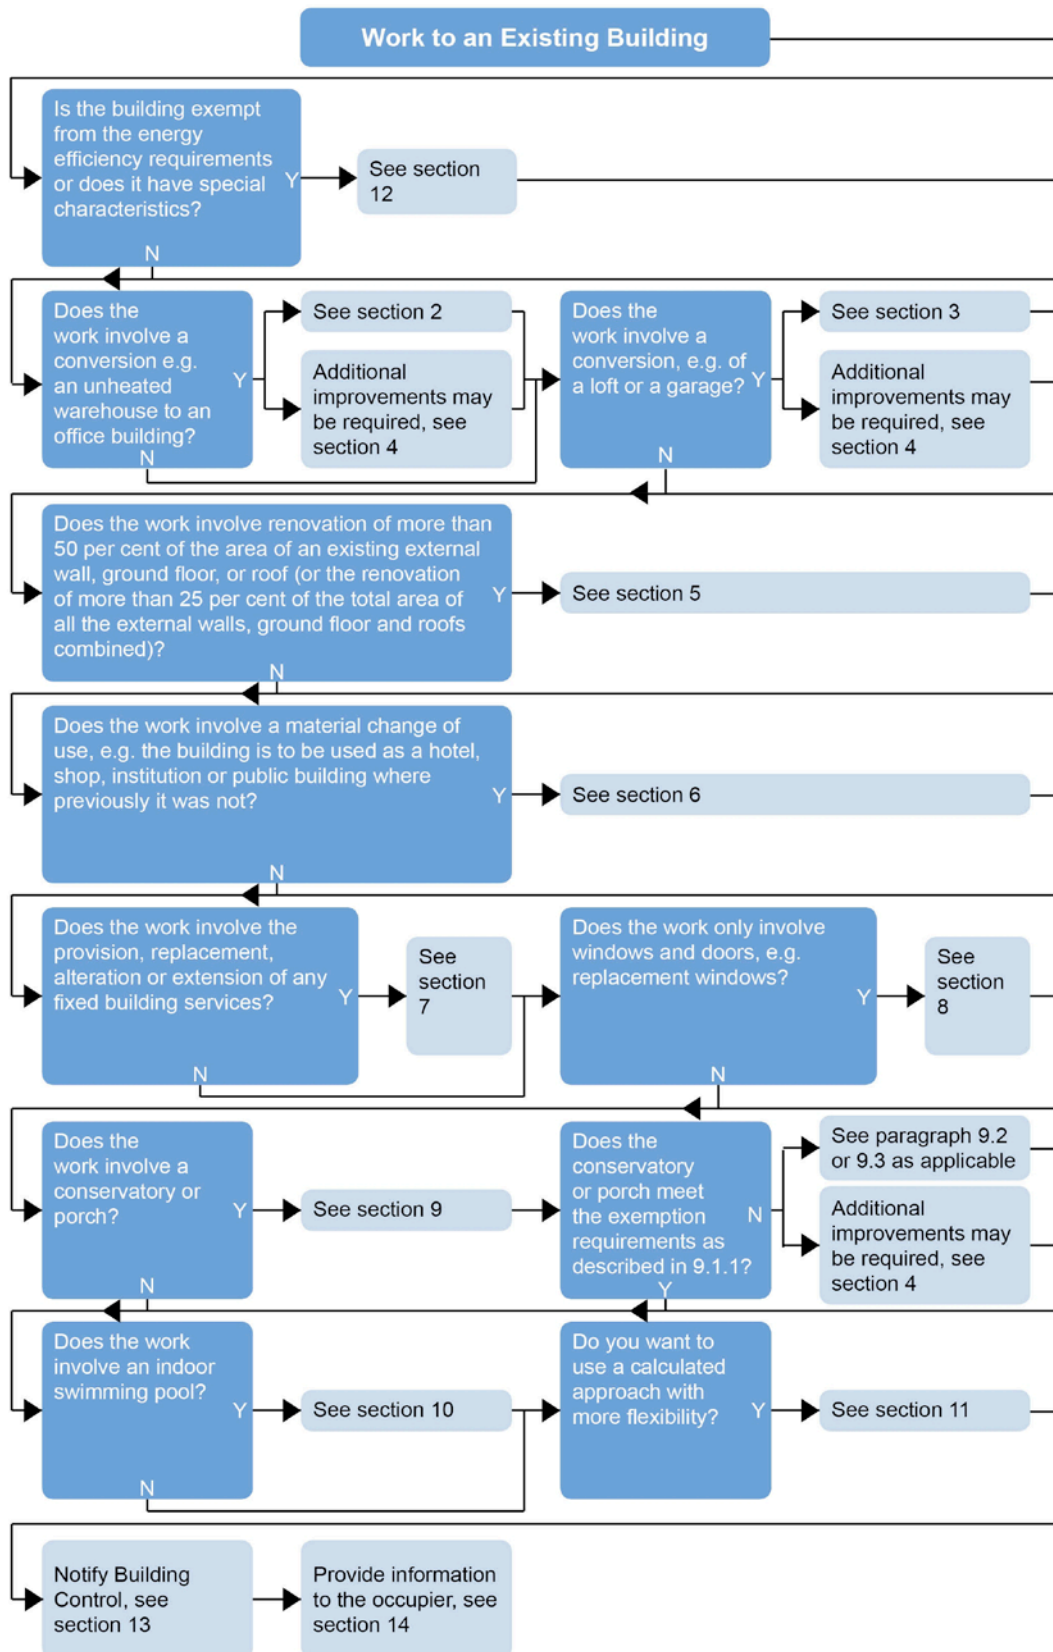 Work to an Existing Building
Is the building exempt
from the energy
efficiency requirements
or does it have special
characteristics?
Y
N
See section
12
Does the
work involve a
conversion e.g.
an unheated
warehouse to an
office building?
Y
N
See section 2
Additional
improvements may
be required, see
section 4
Does the
work involve a
conversion, e.g. of
a loft or a garage?
Y
N
See section 3
Additional
improvements may
be required, see
section 4
Does the work involve renovation of more than
50 per cent of the area of an existing external
wall, ground floor, or roof (or the renovation
of more than 25 per cent of the total area of
all the external walls, ground floor and roofs
combined)?
Y
N
See section 5
Does the work involve a material change of
use, e.g. the building is to be used as a hotel,
shop, institution or public building where
previously it was not?
Y
N
See section 6
Does the work involve the
provision, replacement,
alteration or extension of any
fixed building services?
Y
N
See
section
7
Does the work only involve
windows and doors, e.g.
replacement windows?
Y
N
See
section
8
Does the
work involve a
conservatory or
porch?
Y
N
See section 9
Does the
conservatory
or porch meet
the exemption
requirements as
described in 9.1.1?
N
Y
See paragraph 9.2
or 9.3 as applicable
Additional
improvements may
be required, see
section 4
Does the work
involve an indoor
swimming pool?
Y
N
See section 10
Do you want to
use a calculated
approach with
more flexibility?
Y
See section 11
Notify Building
Control, see
section 13
Provide information
to the occupier, see
section 14